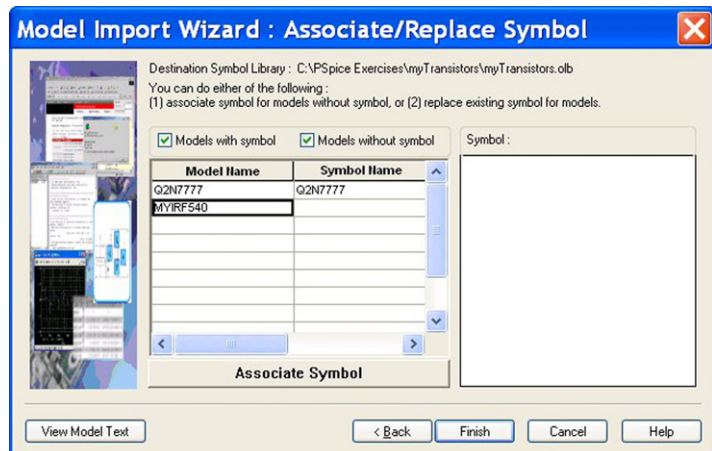 Model Import Wizard : Associate/Replace Symbol
Destination Symbol Library : C:\PSpice Exercises\myTransistors\myTransistors.olb
You can do either of the following :
(1) associate symbol for models without symbol, or (2) replace existing symbol for models.
Models with symbol
Models without symbol
Symbol :
Model Name Symbol Name
Q2N7777 Q2N7777
MYIRF540
Associate Symbol
View Model Text
< Back
Finish
Cancel
Help